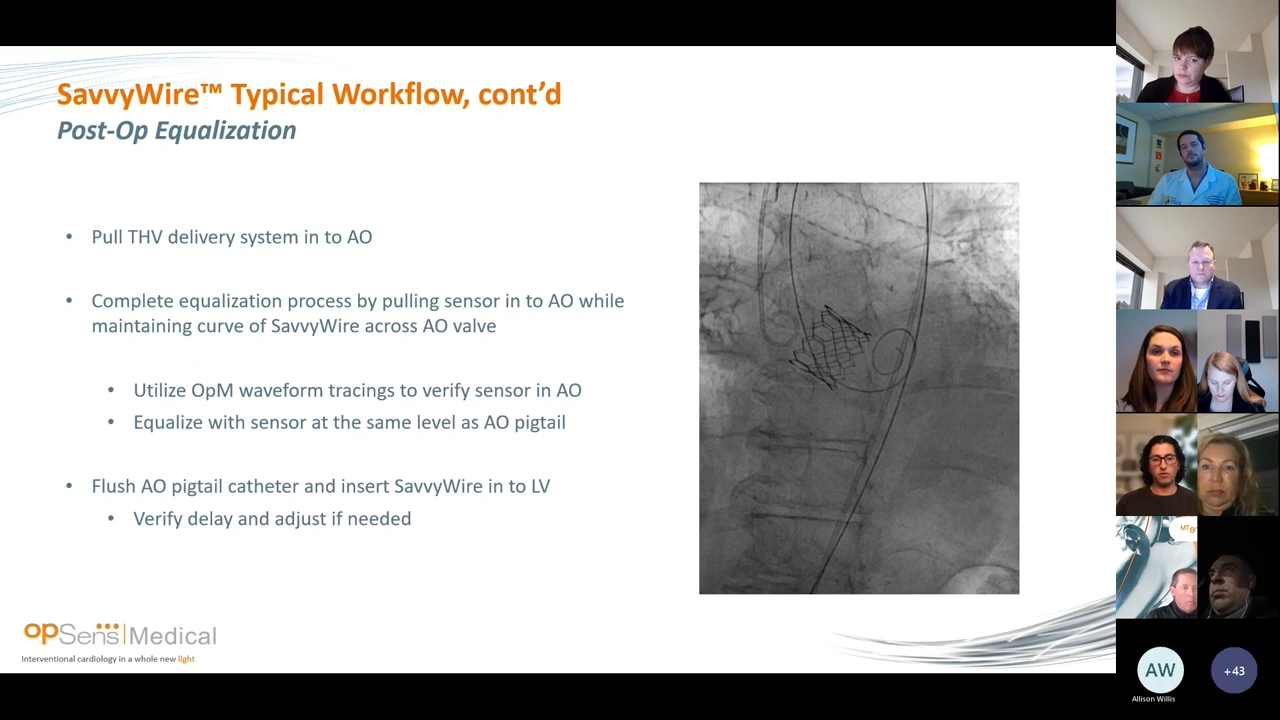 SavvyWire™ Typical Workflow, cont'd
Post-Op Equalization
• Pull THV delivery system in to AO
• Complete equalization process by pulling sensor in to AO while
maintaining curve of SavvyWire across AO valve
• Utilize OpM waveform tracings to verify sensor in AO
• Equalize with sensor at the same level as AO pigtail
• Flush AO pigtail catheter and insert SavvyWire in to LV
• Verify delay and adjust if needed
opSens|Medical
Interventional cardiology in a whole new light
AW
Allison Willis
+43